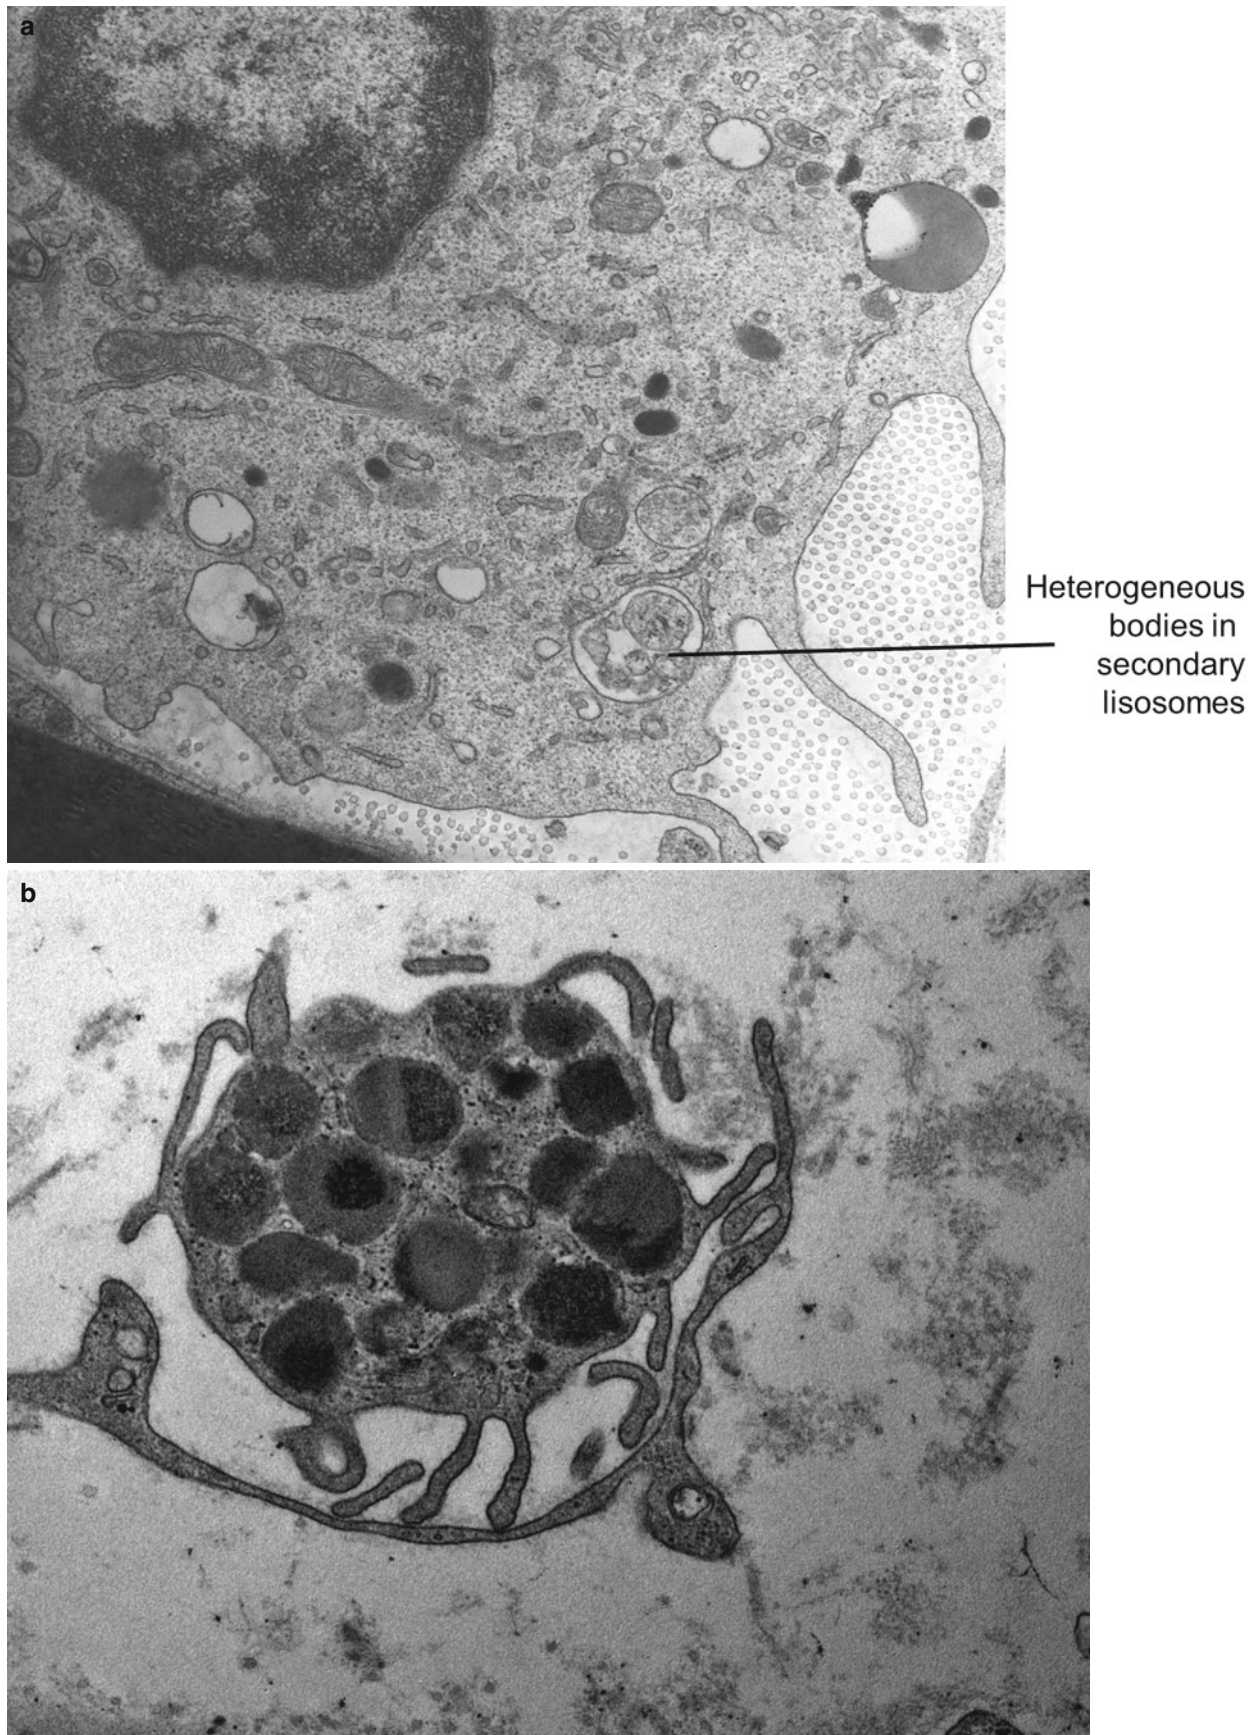 a
Heterogeneous
bodies in
secondary
lisosomes
b